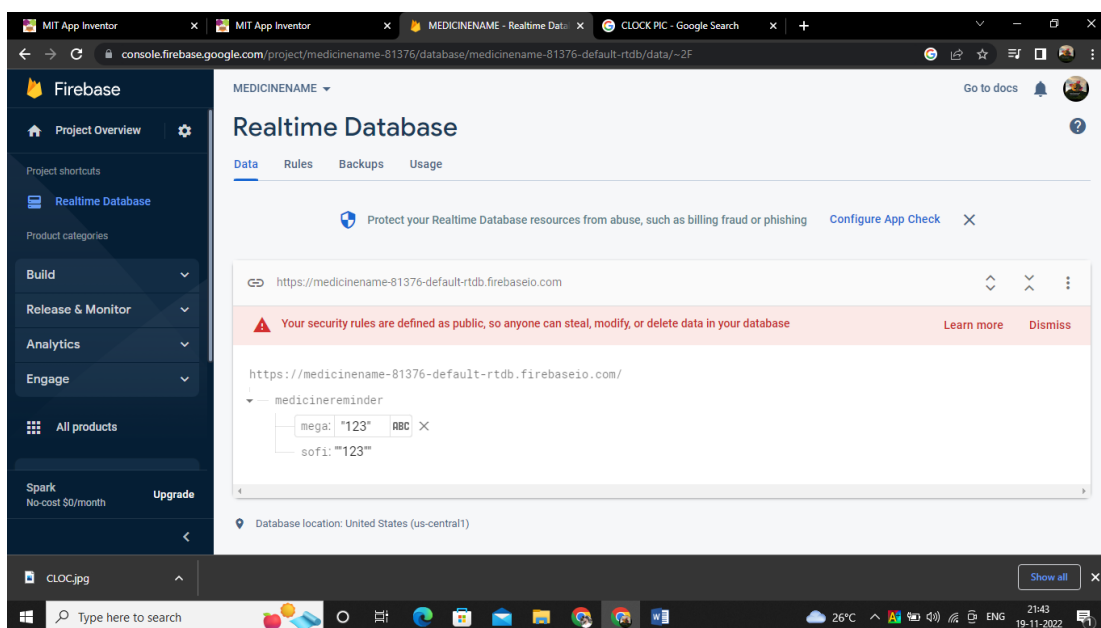 MIT App Inventor
MIT App Inventor
MEDICINENAME - Realtime Data
CLOCK PIC - Google Search
console.firebase.google.com/project/medicinename-81376/database/medicinename-81376-default-rtdb/data/~2F
Firebase
MEDICINENAME
Go to docs
Project Overview
Realtime Database
Data Rules Backups Usage
Project shortcuts
Realtime Database
Product categories
Protect your Realtime Database resources from abuse, such as billing fraud or phishing Configure App Check
Build
Release & Monitor
Analytics
Engage
All products
https://medicinename-81376-default-rtdb.firebaseio.com
Your security rules are defined as public, so anyone can steal, modify, or delete data in your database Learn more Dismiss
https://medicinename-81376-default-rtdb.firebaseio.com/
medicinereminder
mega: "123" ABC
sofi: ""123""
Spark
No-cost $0/month
Upgrade
Database location: United States (us-central1)
CLOC.jpg
Show all
Type here to search
26°C
ENG
21:43
19-11-2022